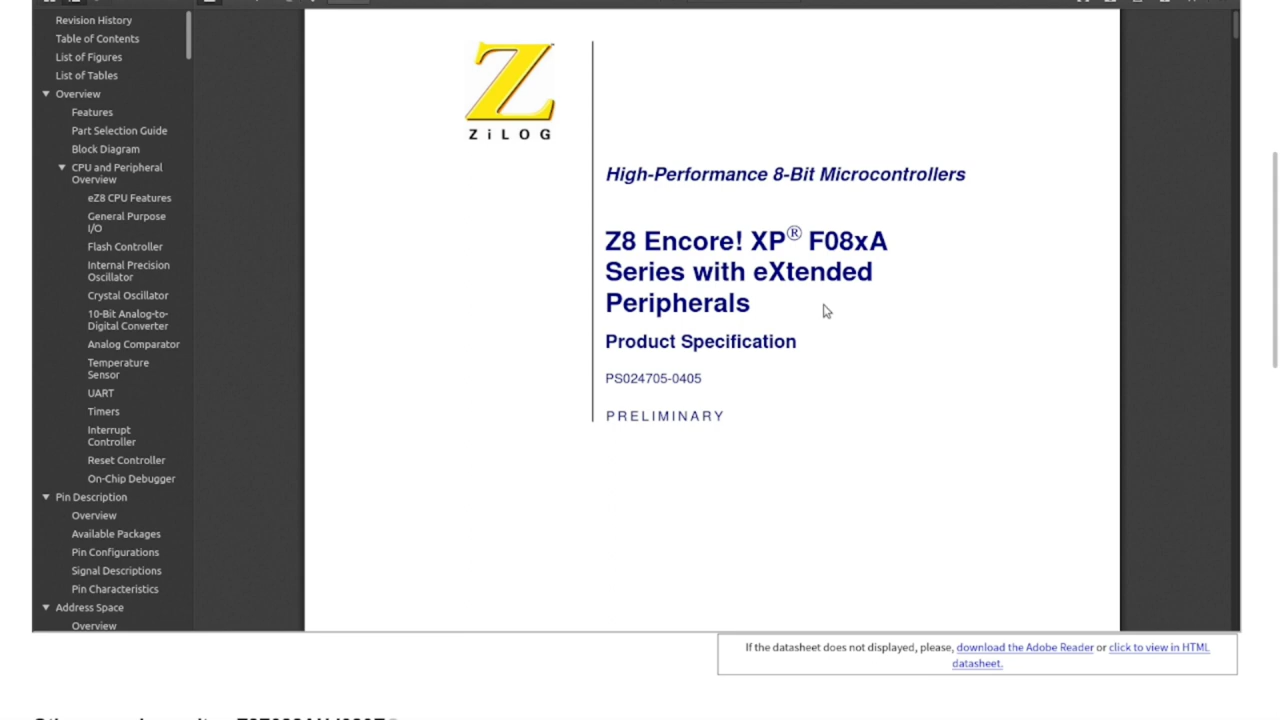 Revision History
Table of Contents
List of Figures
List of Tables
Overview
Features
Part Selection Guide
Block Diagram
CPU and Peripheral
Overview
eZ8 CPU Features
General Purpose
I/O
Flash Controller
Internal Precision
Oscillator
Crystal Oscillator
10-Bit Analog-to-
Digital Converter
Analog Comparator
Temperature
Sensor
UART
Timers
Interrupt
Controller
Reset Controller
On-Chip Debugger
Pin Description
Overview
Available Packages
Pin Configurations
Signal Descriptions
Pin Characteristics
Address Space
Overview
Z
ZiLOG
High-Performance 8-Bit Microcontrollers
Z8 Encore! XP® F08xA
Series with eXtended
Peripherals
Product Specification
PS024705-0405
PRELIMINARY
If the datasheet does not displayed, please, download the Adobe Reader or click to view in HTML
datasheet.